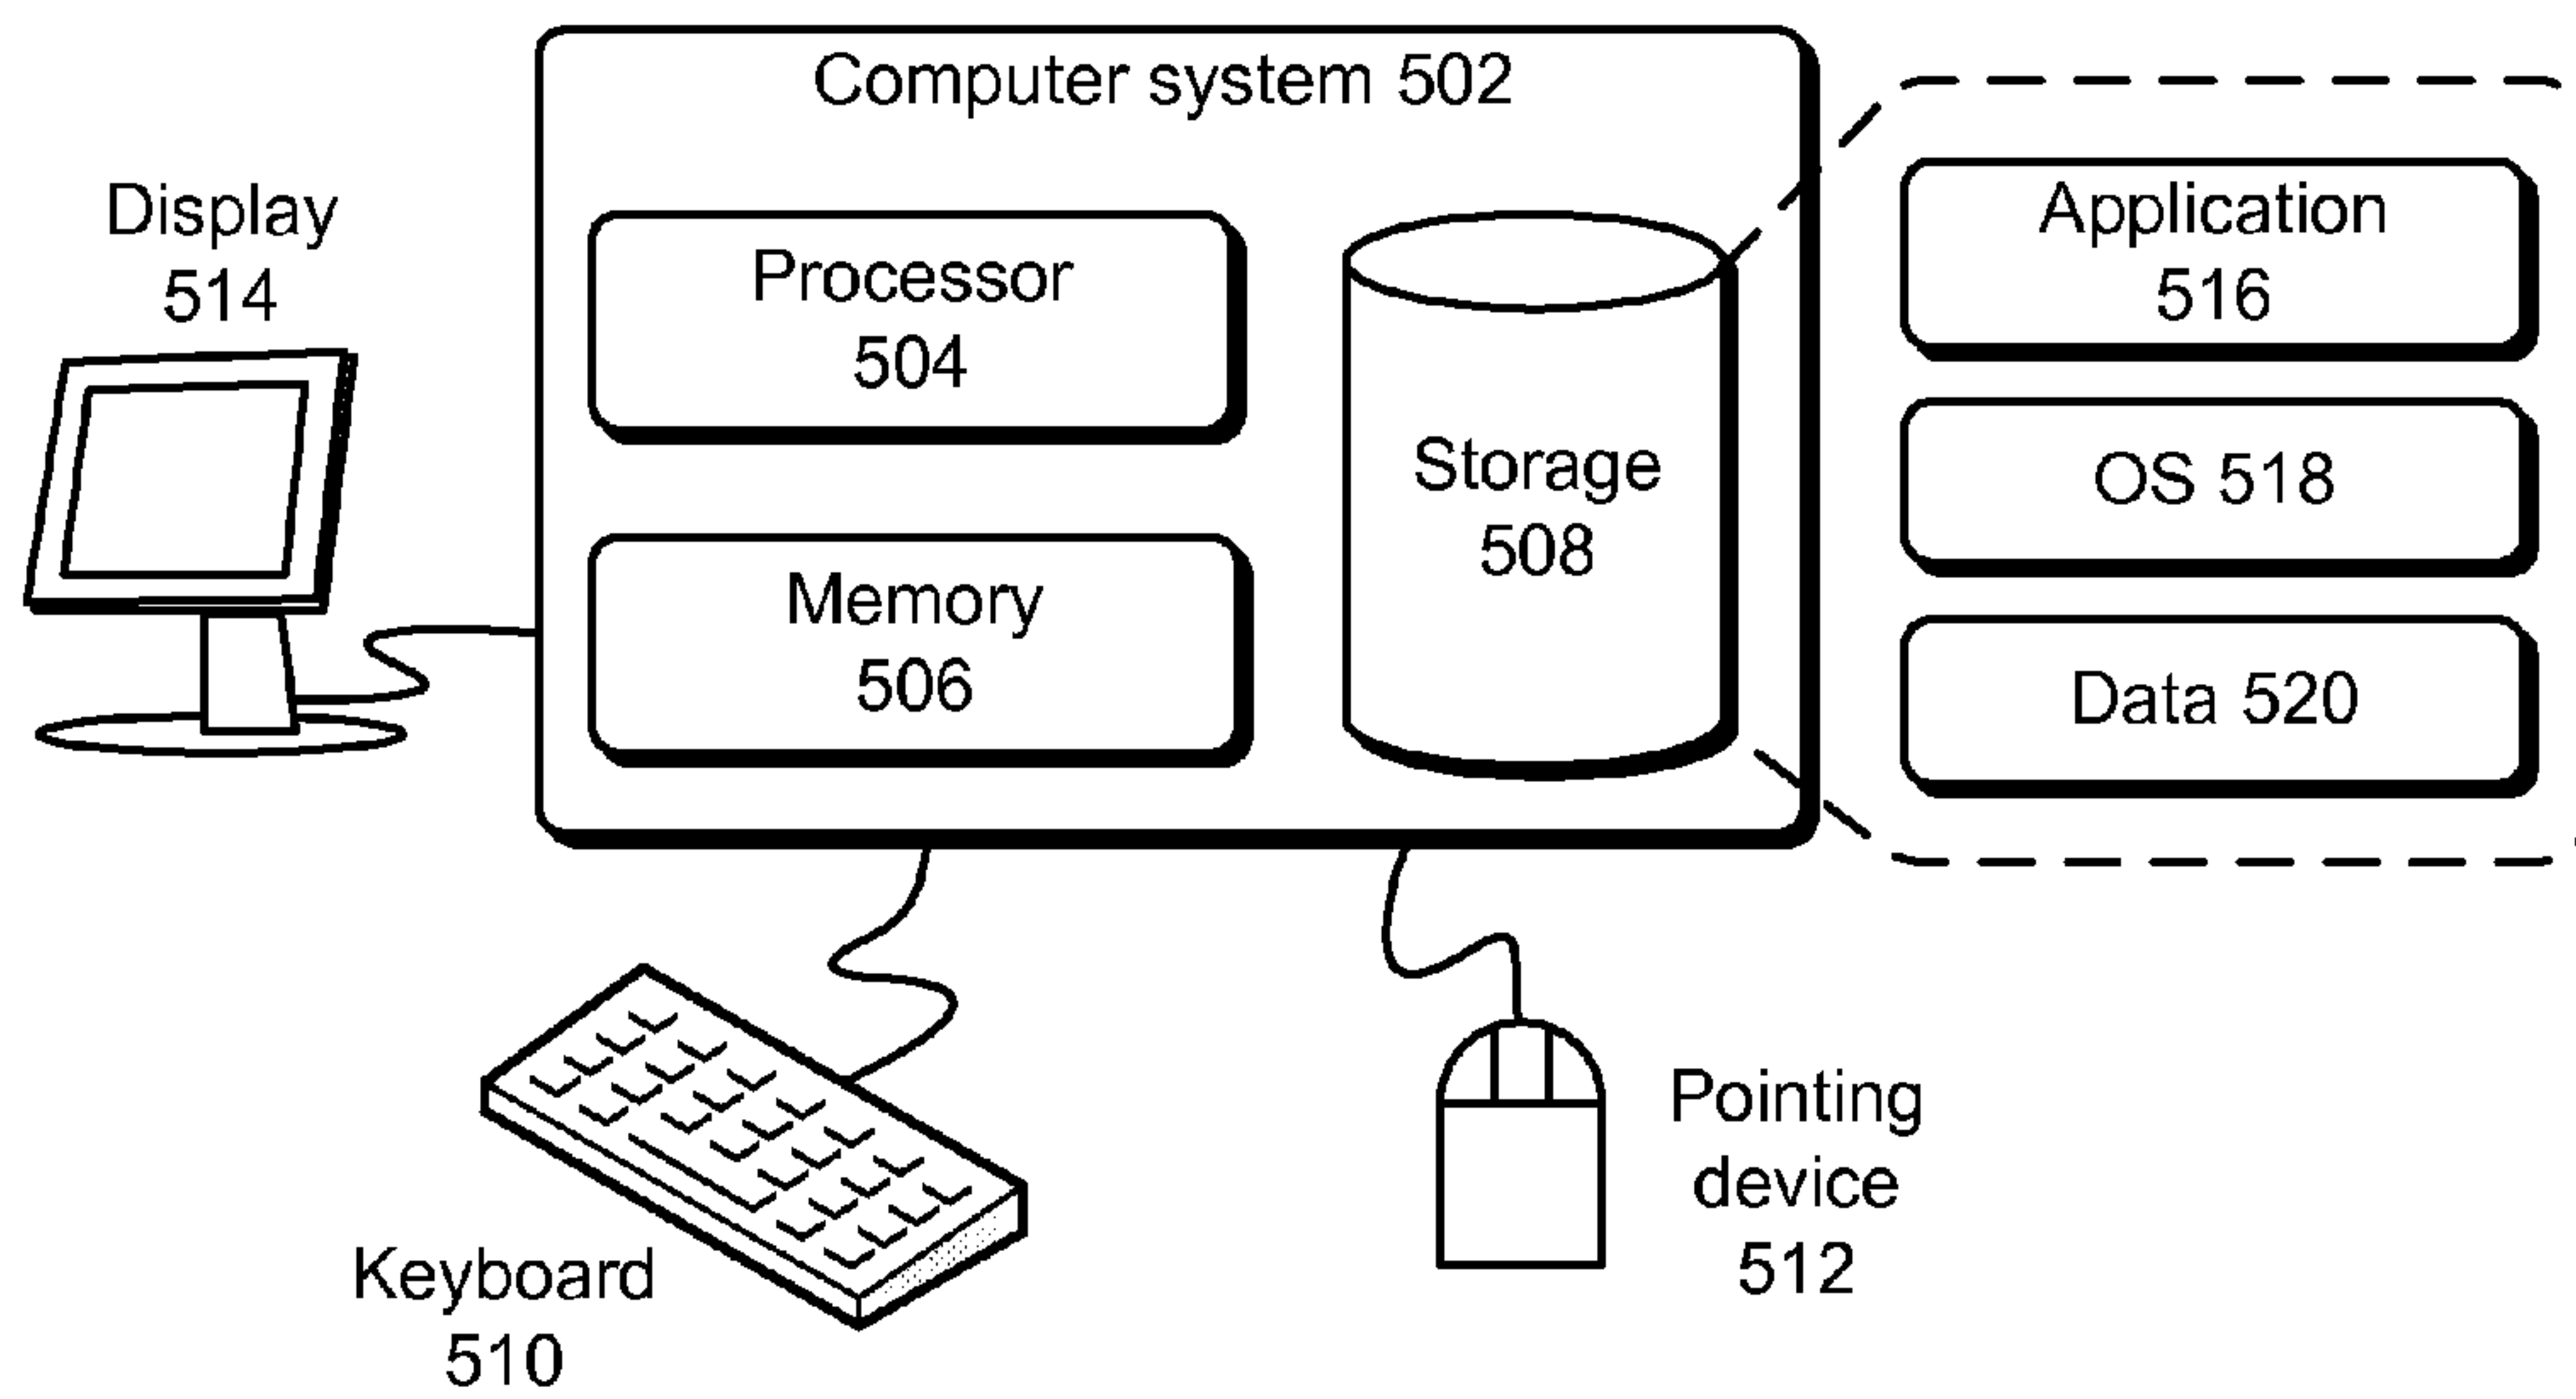 Computer system 502
Display
514
Processor
504
Memory
506
Storage
508
Application
516
OS 518
Data 520
Keyboard
510
Pointing
device
512